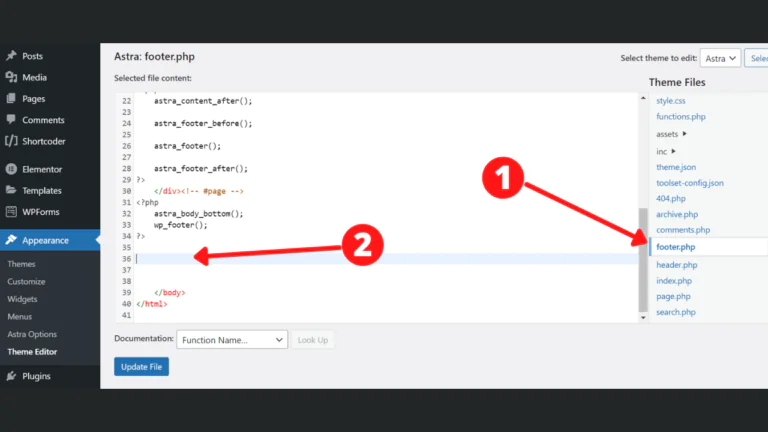 Posts
Media
Pages
Comments
[/] Shortcoder
Elementor
Templates
WPForms
Appearance
Themes
Customize
Widgets
Menus
Astra Options
Theme Editor
Plugins
Astra: footer.php
Select theme to edit: Astra
Selected file content:
22 astra_content_after();
23
24 astra_footer_before();
25
26 astra_footer();
27
28 astra_footer_after();
29 ?>
30 </div><!-- #page -->
31 <?php
32 astra_body_bottom();
33 wp_footer();
34 ?>
35
36
37
38
39 </body>
40 </html>
41
1
2
Theme Files
style.css
functions.php
assets
inc
theme.json
toolset-config.json
404.php
archive.php
comments.php
footer.php
header.php
index.php
page.php
search.php
Documentation: Function Name... Look Up
Update File